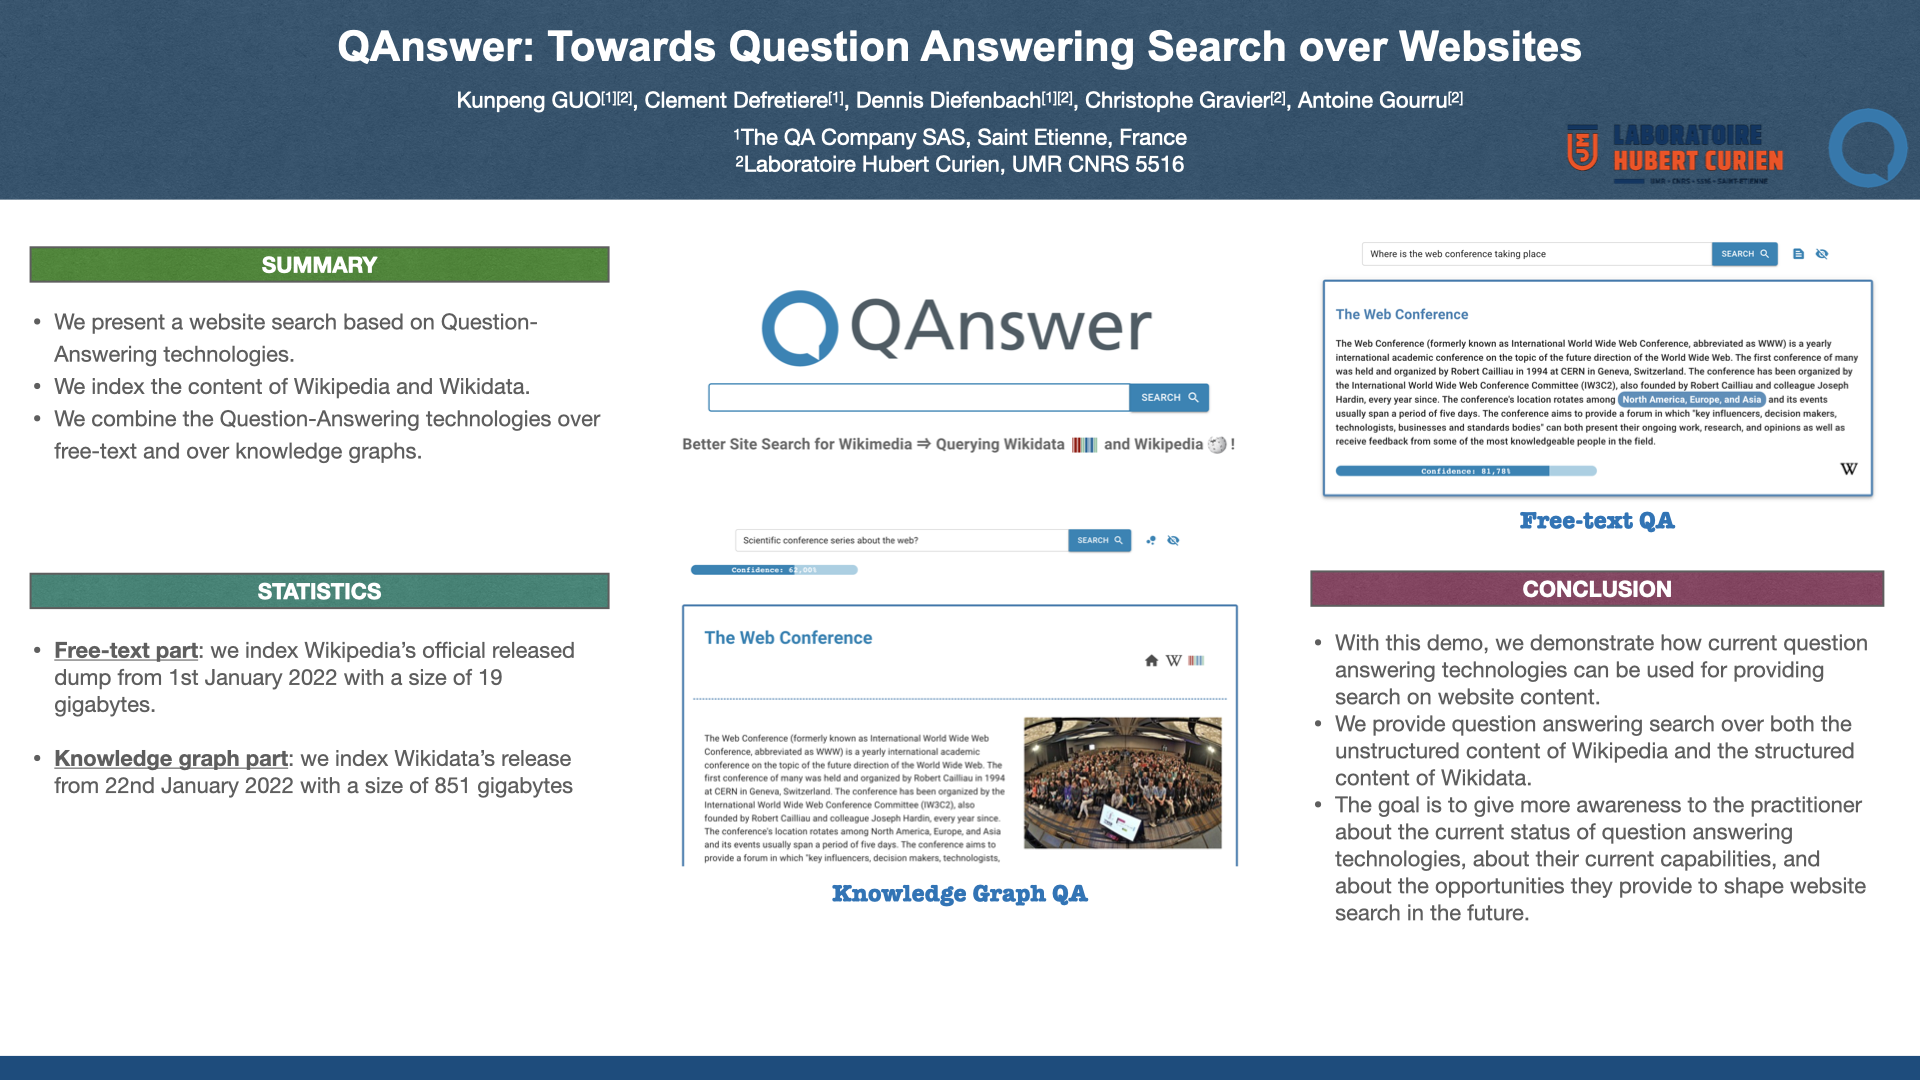 QAnswer: Towards Question Answering Search over Websites
Kunpeng GUO[1][2], Clement Defretiere[1], Dennis Diefenbach[1][2], Christophe Gravier[2], Antoine Gourru[2]
1The QA Company SAS, Saint Etienne, France
2Laboratoire Hubert Curien, UMR CNRS 5516
LABORATOIRE
HUBERT CURIEN
UMR • CNRS • 5516 • SAINT-ETIENNE
SUMMARY
• We present a website search based on Question-
Answering technologies.
• We index the content of Wikipedia and Wikidata.
• We combine the Question-Answering technologies over
free-text and over knowledge graphs.
STATISTICS
• Free-text part: we index Wikipedia’s official released
dump from 1st January 2022 with a size of 19
gigabytes.
• Knowledge graph part: we index Wikidata’s release
from 22nd January 2022 with a size of 851 gigabytes
QAnswer
SEARCH
Better Site Search for Wikimedia ⇒ Querying Wikidata and Wikipedia !
Scientific conference series about the web?
SEARCH
Confidence: 62,00%
The Web Conference
W
The Web Conference (formerly known as International World Wide Web
Conference, abbreviated as WWW) is a yearly international academic
conference on the topic of the future direction of the World Wide Web. The
first conference of many was held and organized by Robert Cailliau in 1994
at CERN in Geneva, Switzerland. The conference has been organized by the
International World Wide Web Conference Committee (IW3C2), also
founded by Robert Cailliau and colleague Joseph Hardin, every year since.
The conference's location rotates among North America, Europe, and Asia
and its events usually span a period of five days. The conference aims to
provide a forum in which "key influencers, decision makers, technologists,
Knowledge Graph QA
Where is the web conference taking place
SEARCH
The Web Conference
The Web Conference (formerly known as International World Wide Web Conference, abbreviated as WWW) is a yearly
international academic conference on the topic of the future direction of the World Wide Web. The first conference of many
was held and organized by Robert Cailliau in 1994 at CERN in Geneva, Switzerland. The conference has been organized by
the International World Wide Web Conference Committee (IW3C2), also founded by Robert Cailliau and colleague Joseph
Hardin, every year since. The conference's location rotates among North America, Europe, and Asia and its events
usually span a period of five days. The conference aims to provide a forum in which "key influencers, decision makers,
technologists, businesses and standards bodies" can both present their ongoing work, research, and opinions as well as
receive feedback from some of the most knowledgeable people in the field.
Confidence: 81,78%
W
Free-text QA
CONCLUSION
• With this demo, we demonstrate how current question
answering technologies can be used for providing
search on website content.
• We provide question answering search over both the
unstructured content of Wikipedia and the structured
content of Wikidata.
• The goal is to give more awareness to the practitioner
about the current status of question answering
technologies, about their current capabilities, and
about the opportunities they provide to shape website
search in the future.